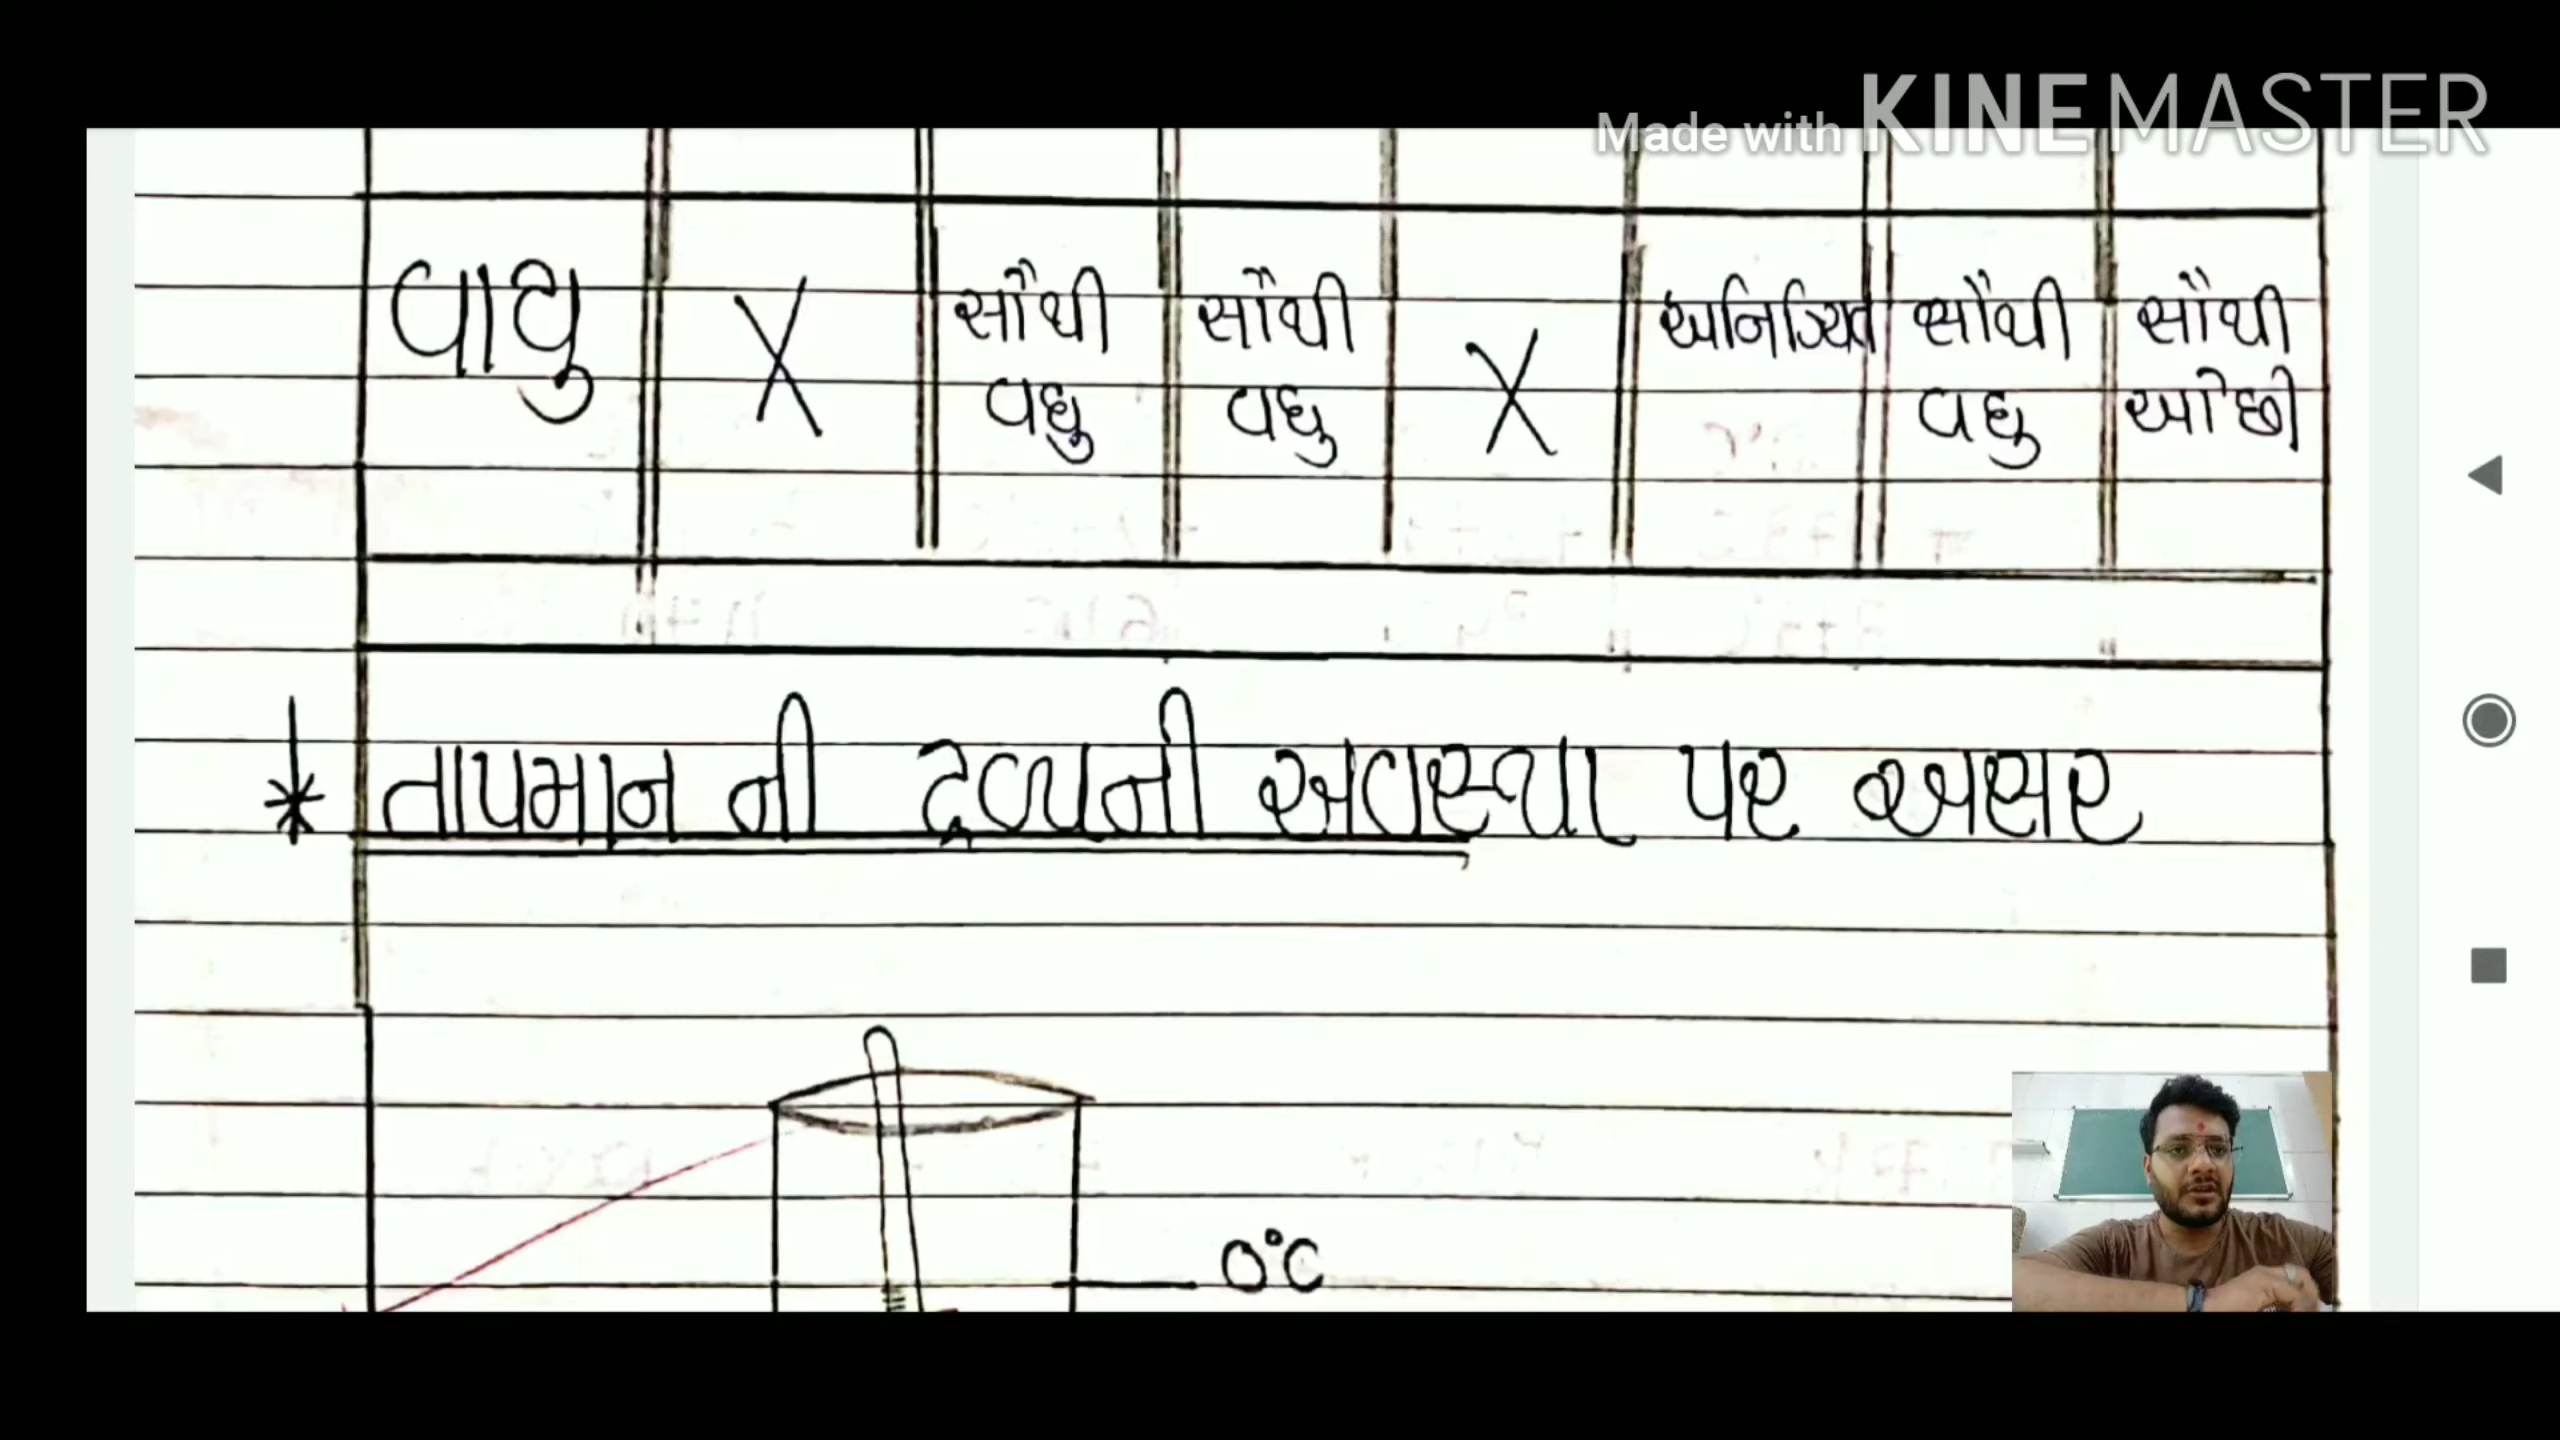 Made with KINEMASTER
વાયુ X સૌથી સૌથી X અનિશ્ચિત સૌથી સૌથી
વધુ વધુ વધુ ઓછી
* તાપમાન ની દ્રવ્યની અવસ્થા પર અસર
0°C